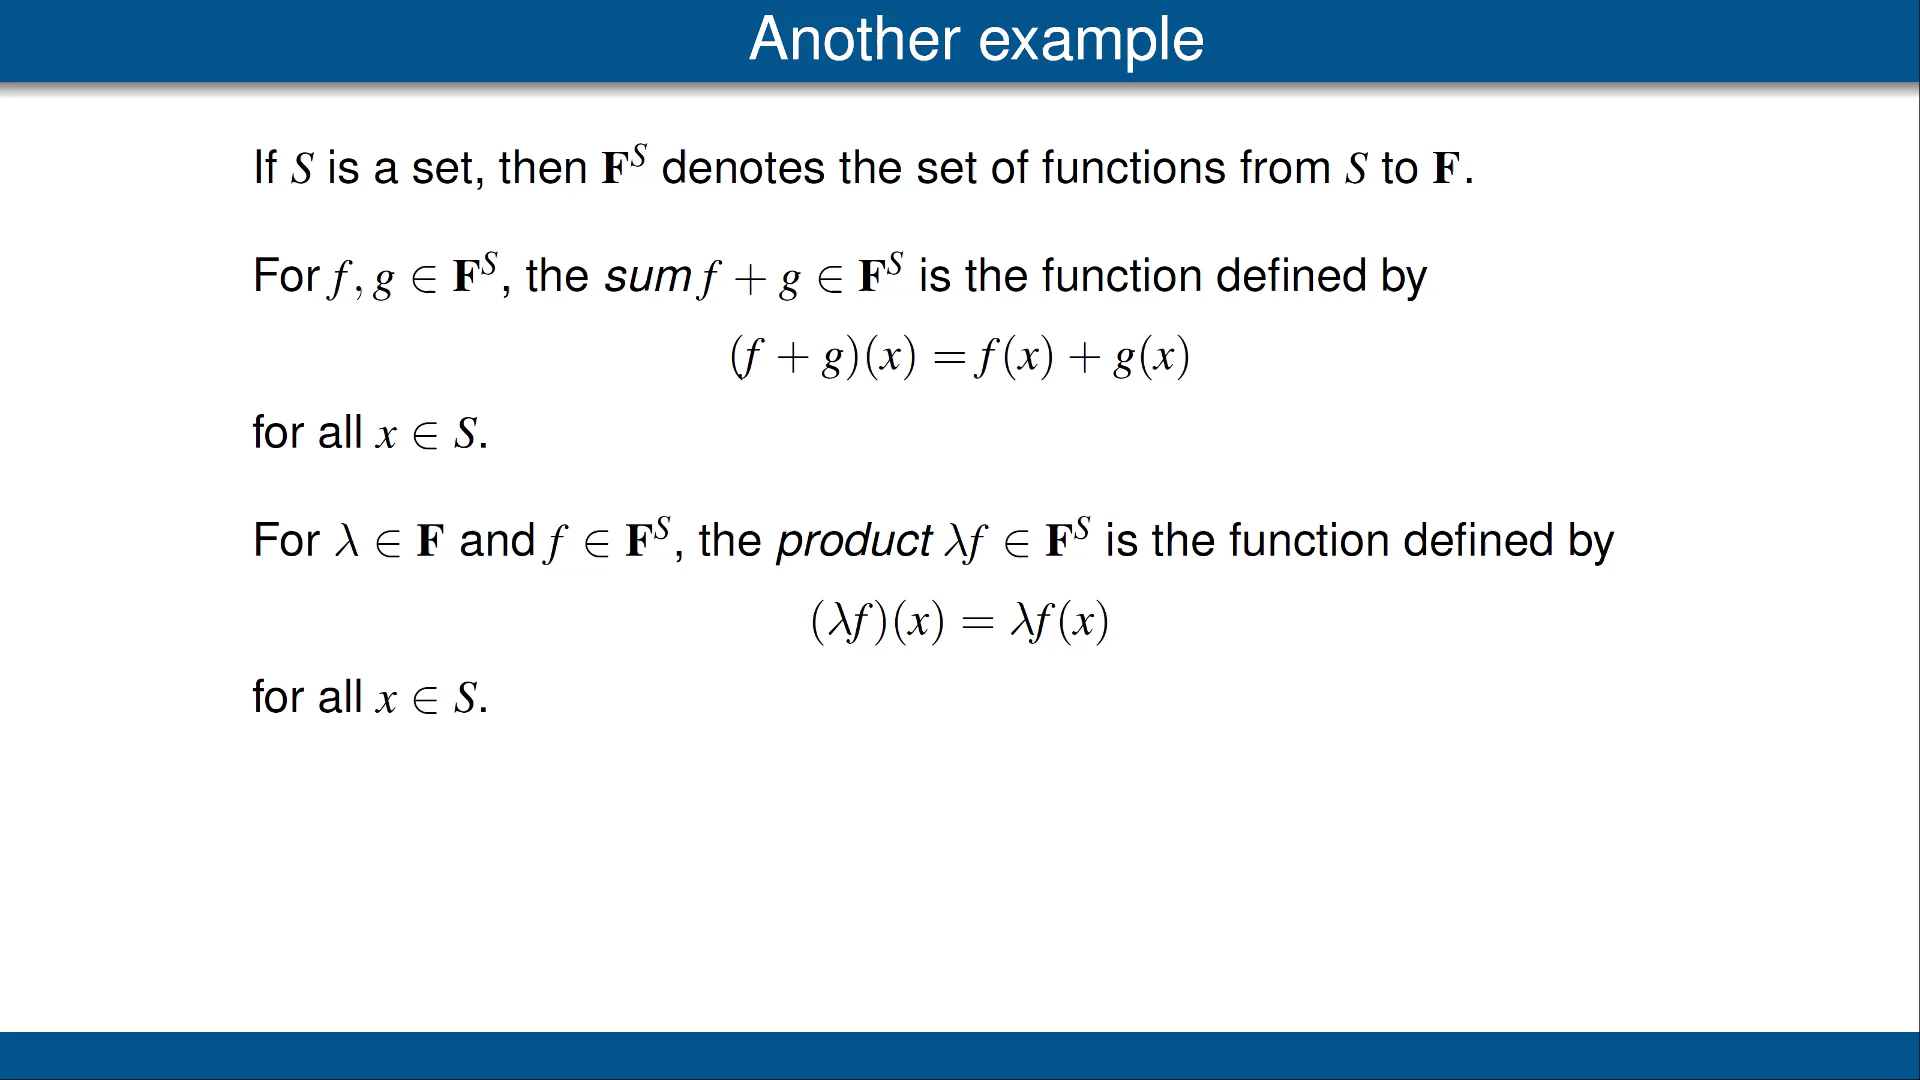 Another example
If S is a set, then F^S denotes the set of functions from S to F.
For f, g ∈ F^S, the sum f + g ∈ F^S is the function defined by
(f + g)(x) = f(x) + g(x)
for all x ∈ S.
For λ ∈ F and f ∈ F^S, the product λf ∈ F^S is the function defined by
(λf)(x) = λf(x)
for all x ∈ S.